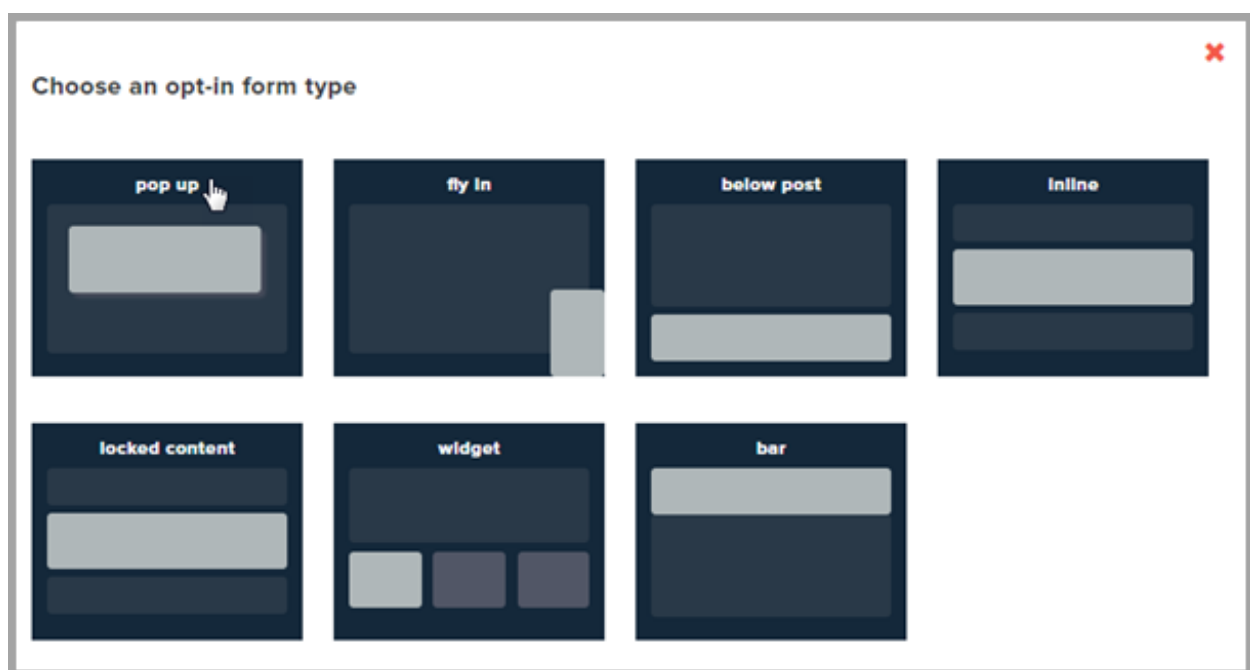 Choose an opt-in form type
pop up
fly in
below post
inline
locked content
widget
bar